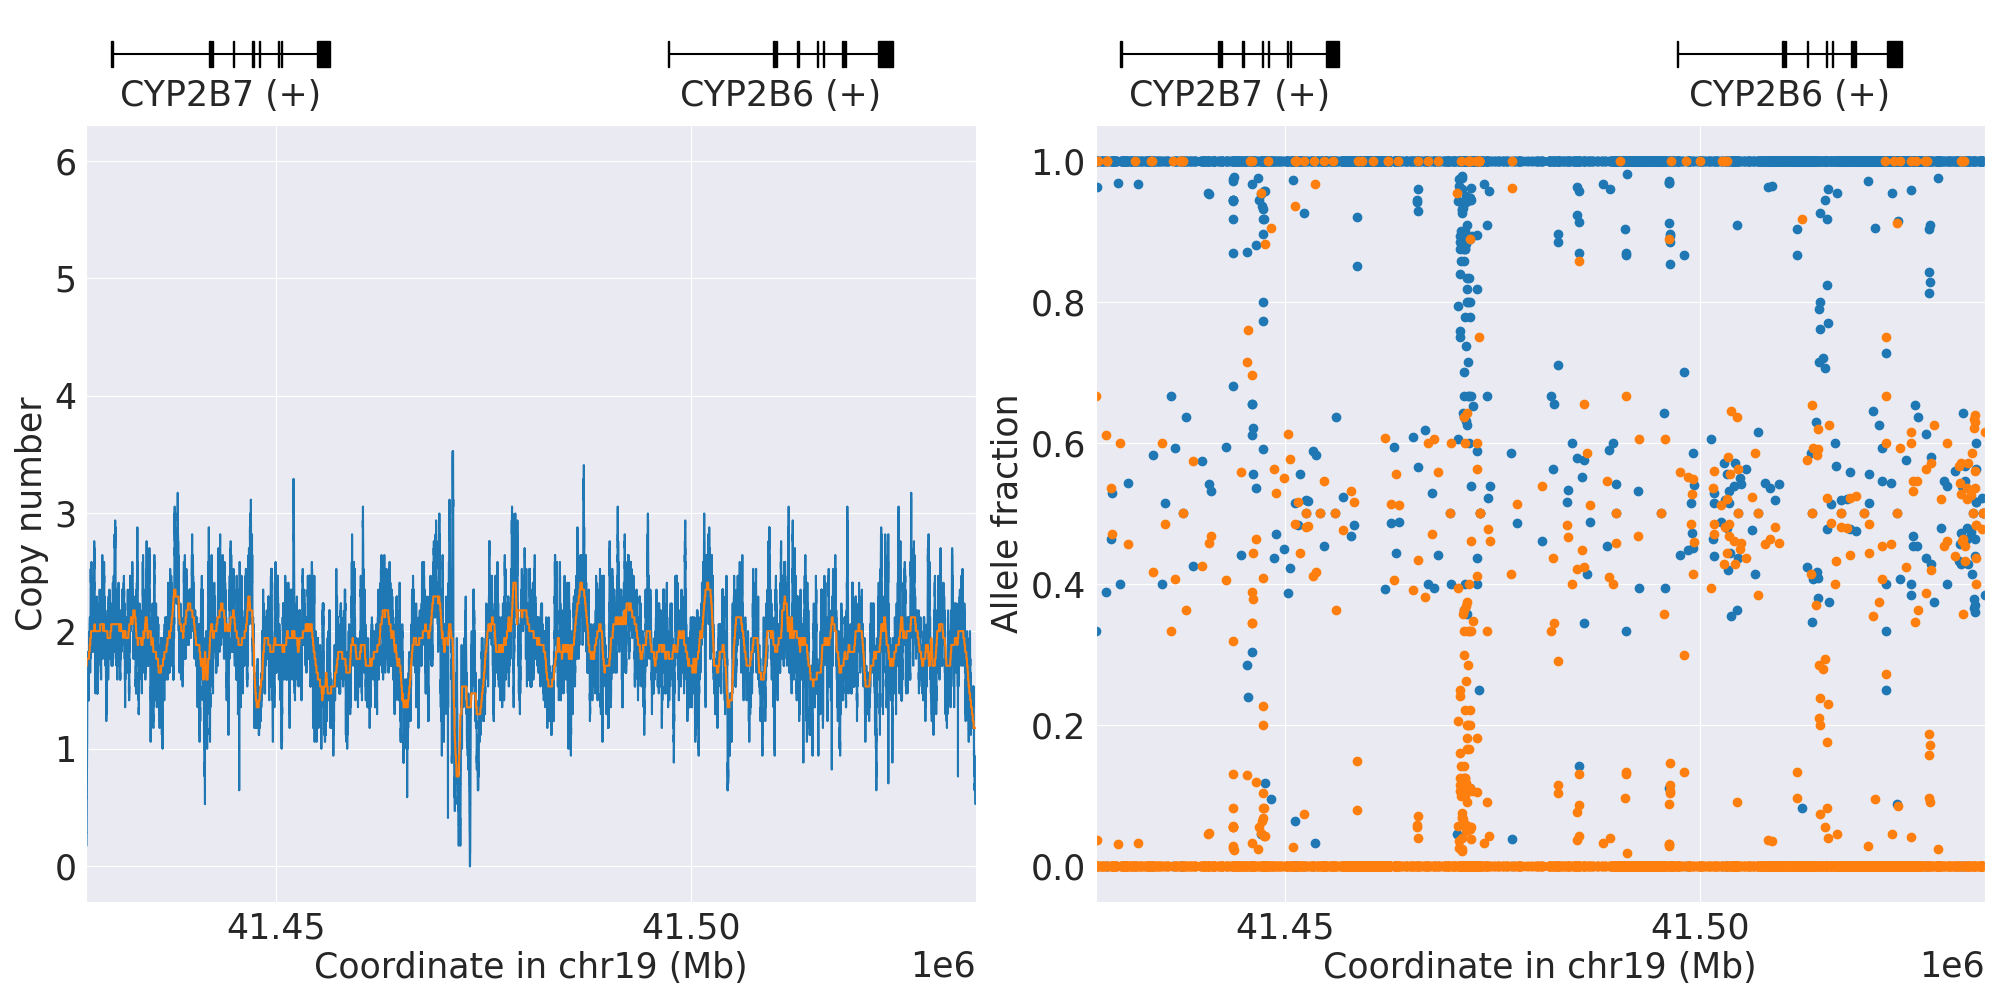 CYP2B7 (+)
CYP2B6 (+)
Copy number
6
5
4
3
2
1
0
41.45
41.50
Coordinate in chr19 (Mb)
1e6
CYP2B7 (+)
CYP2B6 (+)
Allele fraction
1.0
0.8
0.6
0.4
0.2
0.0
41.45
41.50
Coordinate in chr19 (Mb)
1e6